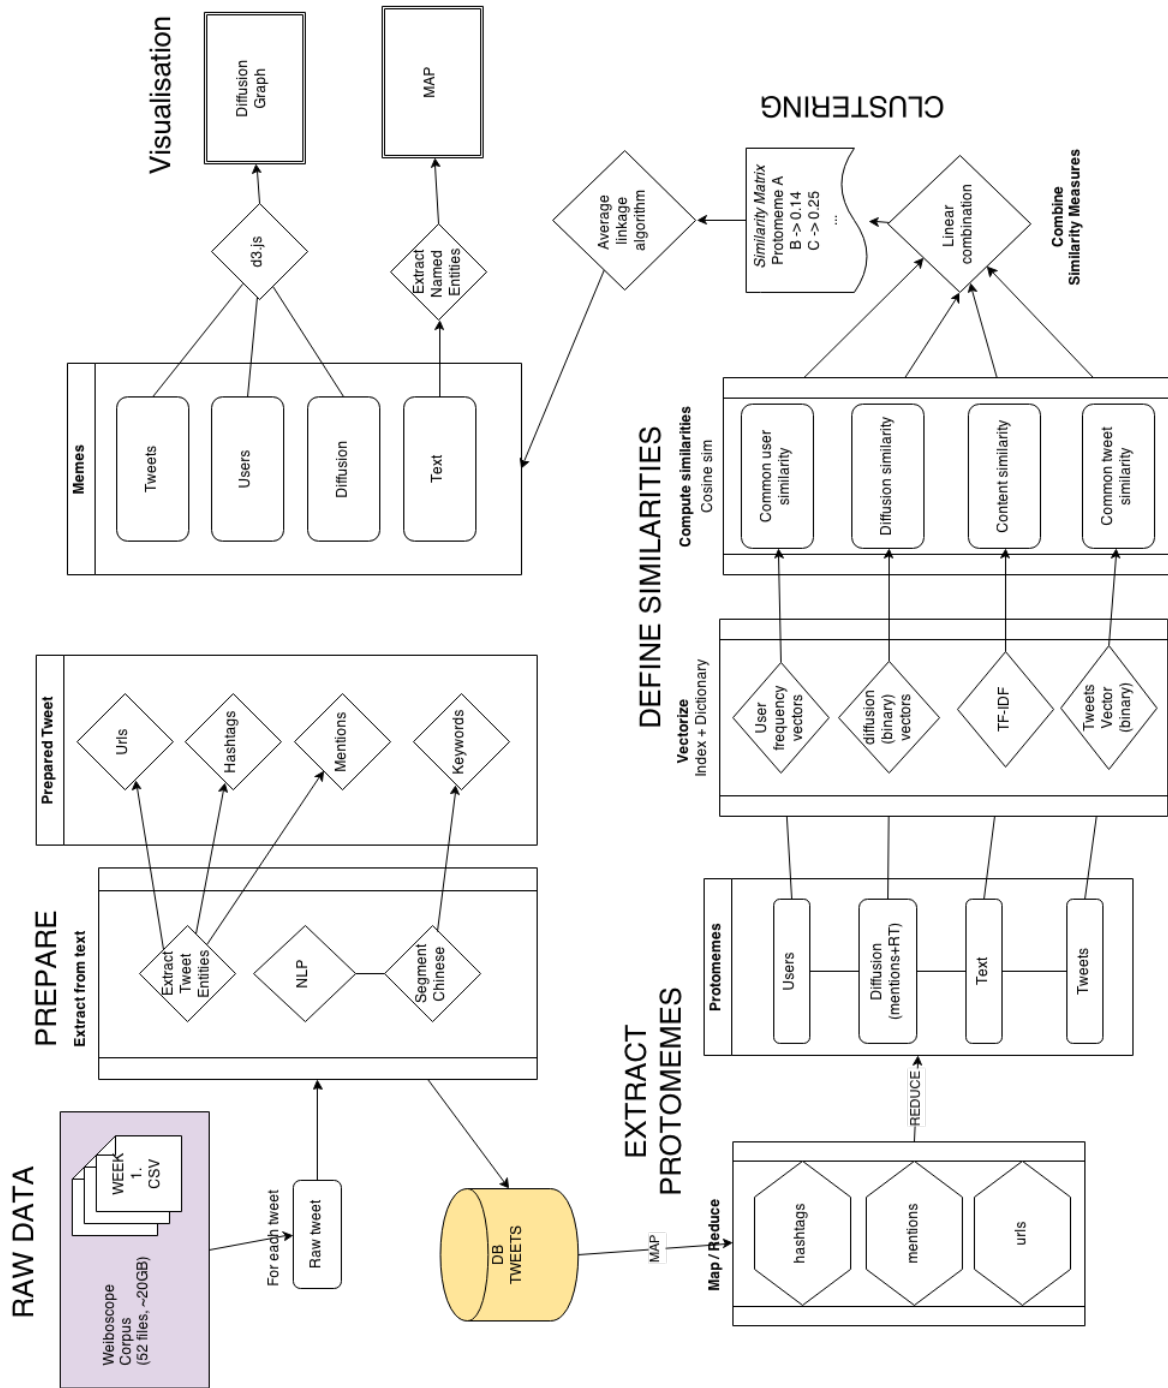 RAW DATA
Weiboscope
Corpus
(52 files, ~20GB)
WEEK
1.
CSV
For each tweet
Raw tweet
PREPARE
Extract from text
Extract
Tweet
Entities
NLP
Segment
Chinese
Prepared Tweet
Urls
Hashtags
Mentions
Keywords
DB
TWEETS
MAP
EXTRACT
PROTOMEMES
Map / Reduce
hashtags
mentions
urls
REDUCE
Protomemes
Users
Diffusion
(mentions+RT)
Text
Tweets
DEFINE SIMILARITIES
Vectorize
Index + Dictionary
User
frequency
vectors
diffusion
(binary)
vectors
TF-IDF
Tweets
Vector
(binary)
Compute similarities
Cosine sim
Common user
similarity
Diffusion similarity
Content similarity
Common tweet
similarity
Combine
Similarity Measures
Linear
combination
CLUSTERING
Similarity Matrix
Protomeme A
B -> 0.14
C -> 0.25
...
Average
linkage
algorithm
Memes
Tweets
Users
Diffusion
Text
Visualisation
d3.js
Extract
Named
Entities
Diffusion
Graph
MAP